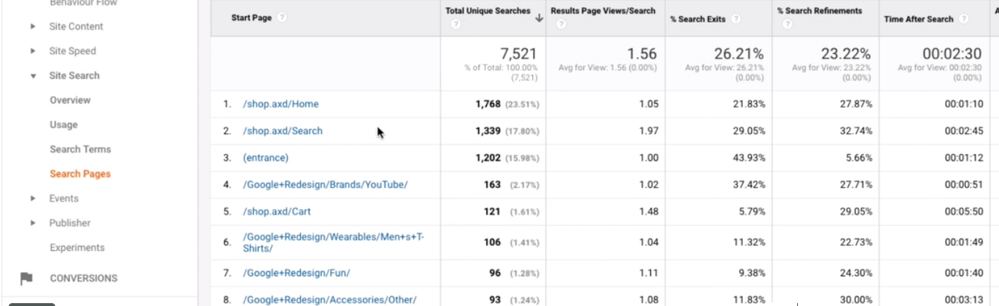 Behaviour Flow
Site Content
Site Speed
Site Search
Overview
Usage
Search Terms
Search Pages
Events
Publisher
Experiments
CONVERSIONS
Start Page ? Total Unique Searches ? Results Page Views/Search ? % Search Exits ? % Search Refinements ? Time After Search ? A
7,521 1.56 26.21% 23.22% 00:02:30
% of Total: 100.00% Avg for View: 1.56 (0.00%) Avg for View: 26.21% Avg for View: 23.22% Avg for View: 00:02:30
(7,521) (0.00%) (0.00%) (0.00%)
1. /shop.axd/Home 1,768 (23.51%) 1.05 21.83% 27.87% 00:01:10
2. /shop.axd/Search 1,339 (17.80%) 1.97 29.05% 32.74% 00:02:45
3. (entrance) 1,202 (15.98%) 1.00 43.93% 5.66% 00:01:12
4. /Google+Redesign/Brands/YouTube/ 163 (2.17%) 1.02 37.42% 27.71% 00:00:51
5. /shop.axd/Cart 121 (1.61%) 1.48 5.79% 29.05% 00:05:50
6. /Google+Redesign/Wearables/Men+s+T-
Shirts/ 106 (1.41%) 1.04 11.32% 22.73% 00:01:49
7. /Google+Redesign/Fun/ 96 (1.28%) 1.11 9.38% 24.30% 00:01:40
8. /Google+Redesign/Accessories/Other/ 93 (1.24%) 1.08 11.83% 30.00% 00:03:13